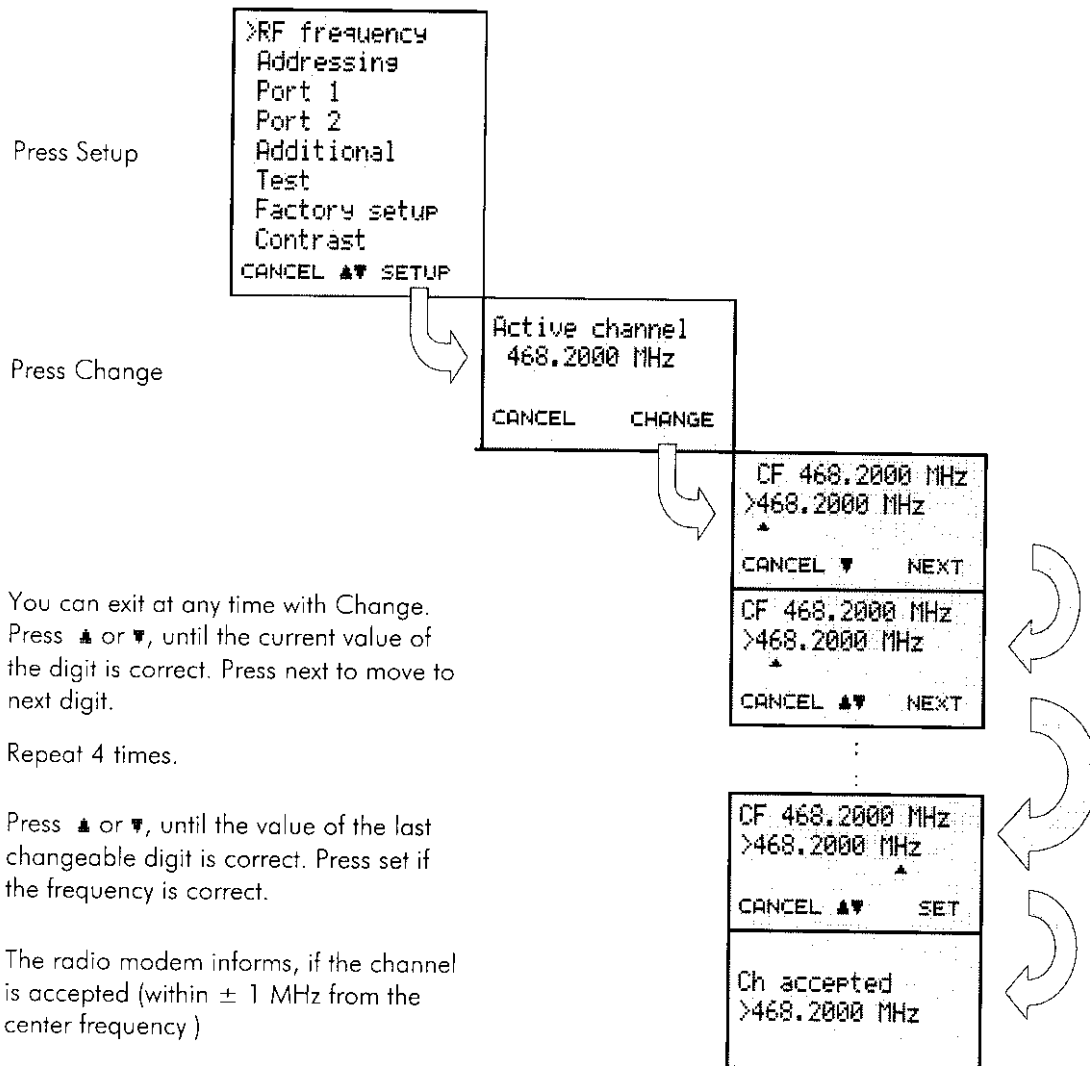 >RF frequency
Addressing
Port 1
Port 2
Additional
Test
Factory setup
Contrast
CANCEL ▲▼ SETUP
Press Setup
Active channel
468.2000 MHz
CANCEL CHANGE
Press Change
CF 468.2000 MHz
>468.2000 MHz
▲
CANCEL ▼ NEXT
CF 468.2000 MHz
>468.2000 MHz
▲
CANCEL ▲▼ NEXT
You can exit at any time with Change.
Press ▲ or ▼, until the current value of
the digit is correct. Press next to move to
next digit.
Repeat 4 times.
:
:
CF 468.2000 MHz
>468.2000 MHz
▲
CANCEL ▲▼ SET
Press ▲ or ▼, until the value of the last
changeable digit is correct. Press set if
the frequency is correct.
Ch accepted
>468.2000 MHz
The radio modem informs, if the channel
is accepted (within ± 1 MHz from the
center frequency )